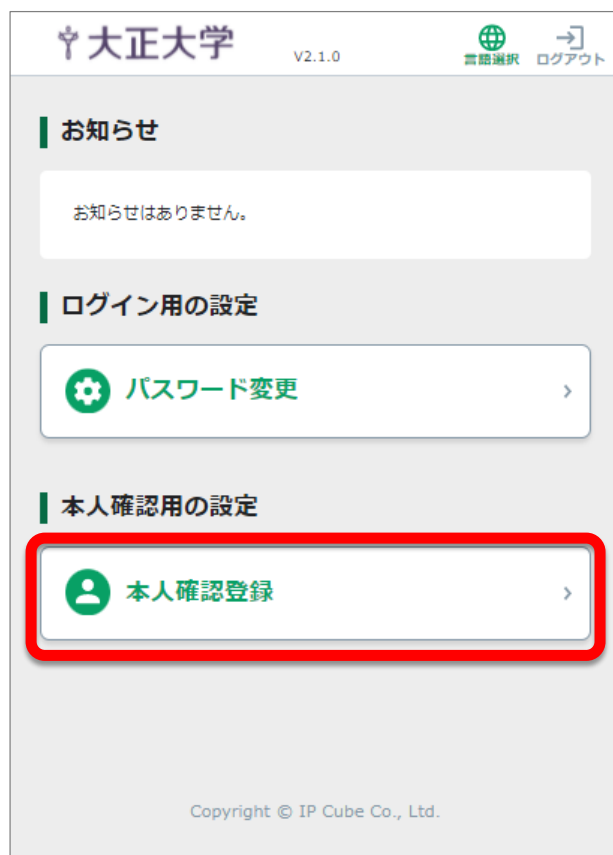 大正大学
V2.1.0
言語選択
ログアウト
お知らせ
お知らせはありません。
ログイン用の設定
パスワード変更
本人確認用の設定
本人確認登録
Copyright © IP Cube Co., Ltd.